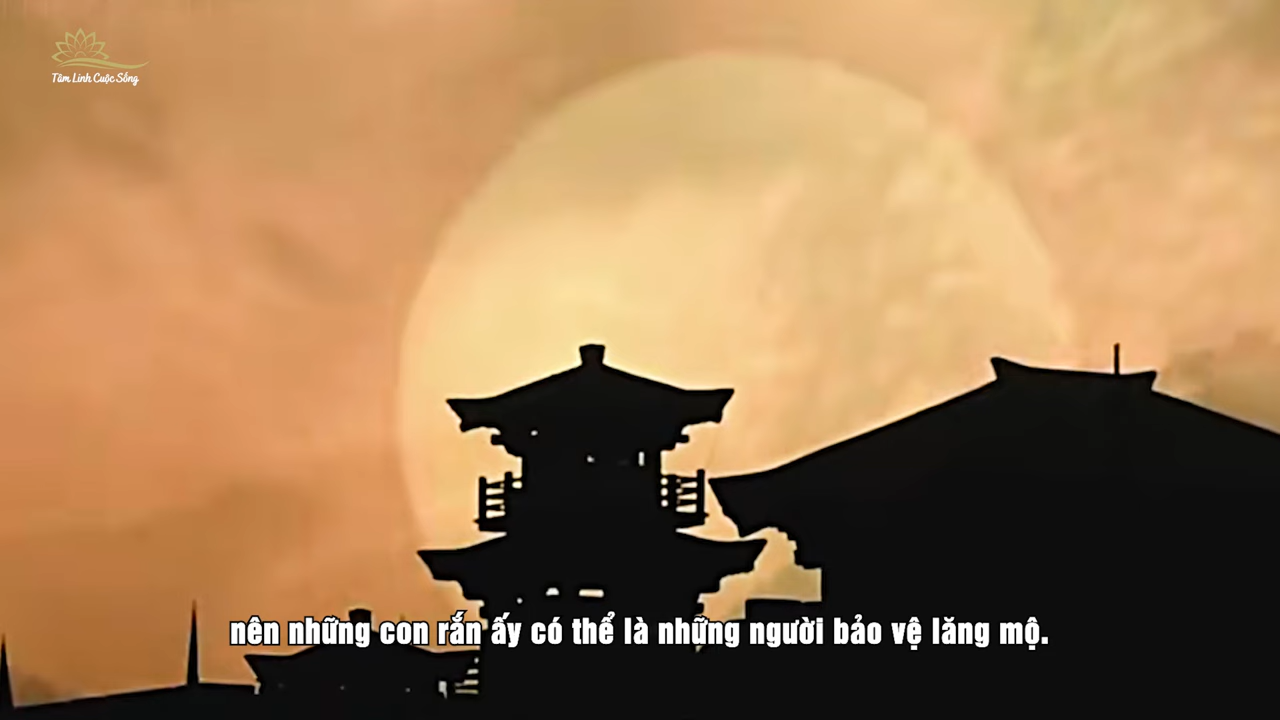 Tâm Linh Cuộc Sống
nên những con rắn ấy có thể là những người bảo vệ lăng mộ.